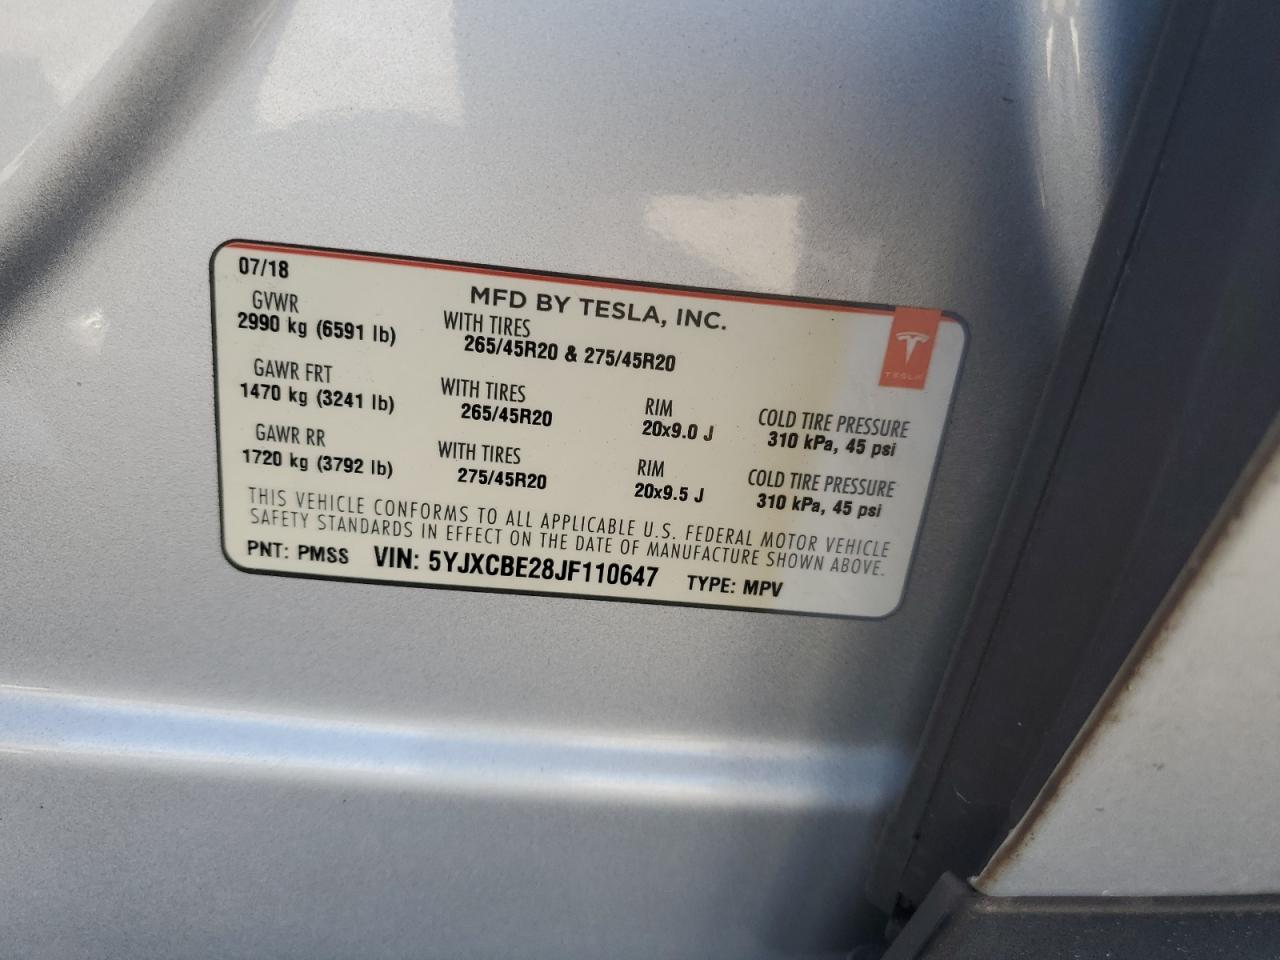 07/18
MFD BY TESLA, INC.
GVWR
2990 kg (6591 lb)
WITH TIRES
265/45R20 & 275/45R20
TESLA
GAWR FRT
1470 kg (3241 lb)
WITH TIRES
265/45R20
RIM
20x9.0 J
COLD TIRE PRESSURE
310 kPa, 45 psi
GAWR RR
1720 kg (3792 lb)
WITH TIRES
275/45R20
RIM
20x9.5 J
COLD TIRE PRESSURE
310 kPa, 45 psi
THIS VEHICLE CONFORMS TO ALL APPLICABLE U.S. FEDERAL MOTOR VEHICLE
SAFETY STANDARDS IN EFFECT ON THE DATE OF MANUFACTURE SHOWN ABOVE.
PNT: PMSS VIN: 5YJXCBE28JF110647 TYPE: MPV